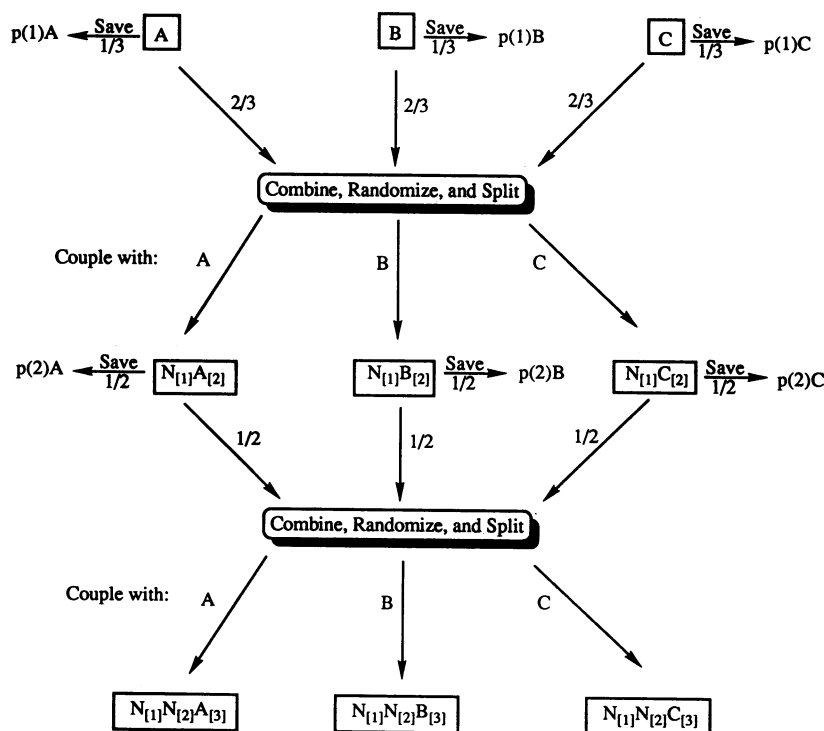 p(1)A Save 1/3 A B Save 1/3 p(1)B C Save 1/3 p(1)C
2/3 2/3 2/3
Combine, Randomize, and Split
Couple with: A B C
p(2)A Save 1/2 N[1]A[2] N[1]B[2] Save 1/2 p(2)B N[1]C[2] Save 1/2 p(2)C
1/2 1/2 1/2
Combine, Randomize, and Split
Couple with: A B C
N[1]N[2]A[3] N[1]N[2]B[3] N[1]N[2]C[3]